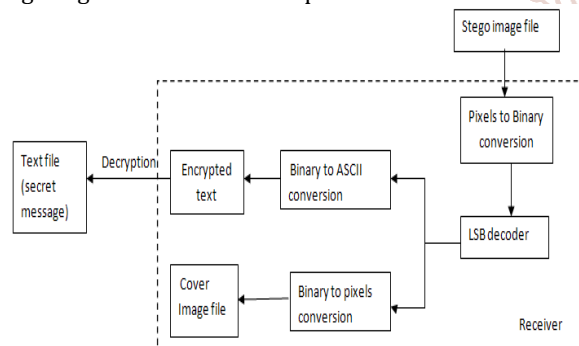 Stego image file
Pixels to Binary
conversion
Text file
(secret
message)
Decryption
Encrypted
text
Binary to ASCII
conversion
LSB decoder
Cover
Image file
Binary to pixels
conversion
Receiver